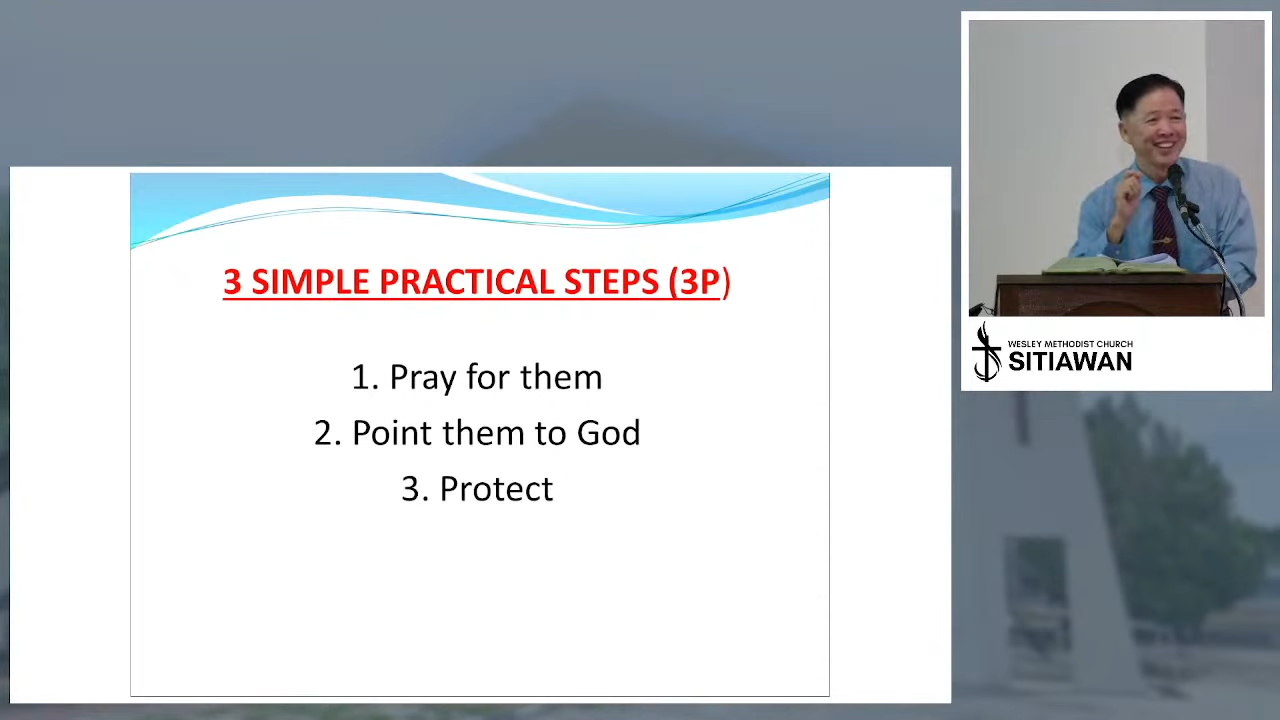 3 SIMPLE PRACTICAL STEPS (3P)
1. Pray for them
2. Point them to God
3. Protect
WESLEY METHODIST CHURCH
SITIAWAN